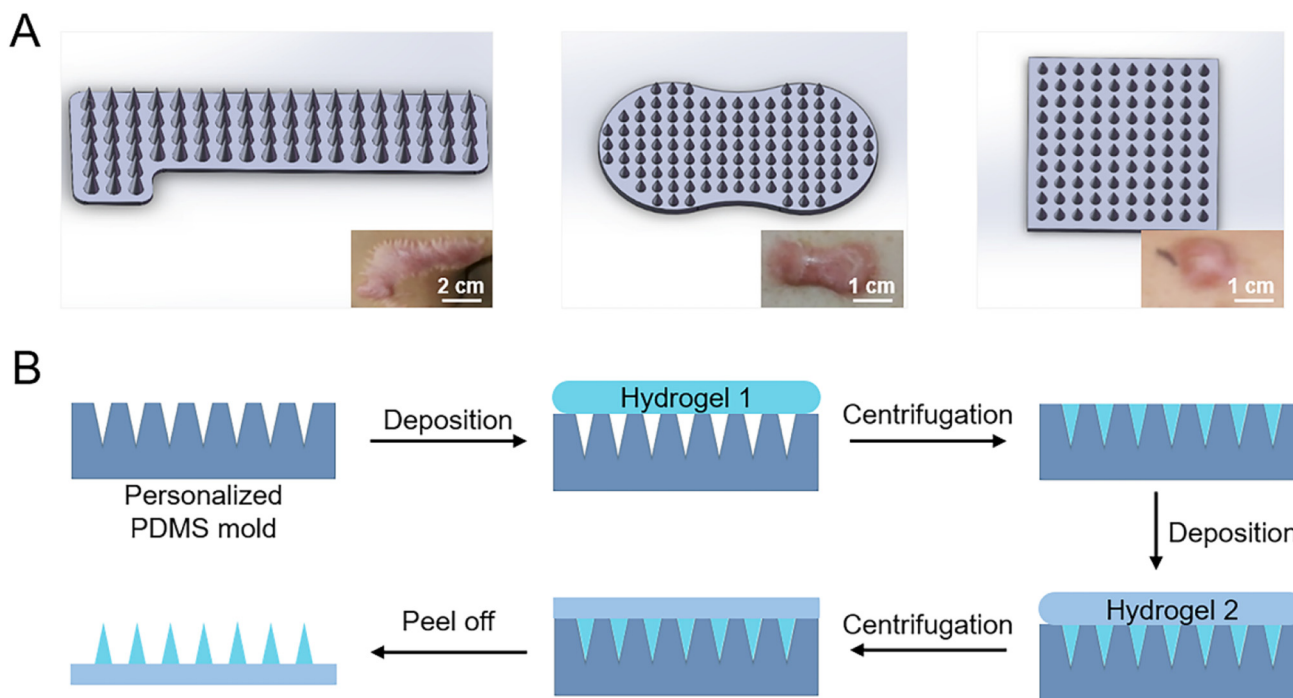 A
2 cm
1 cm
1 cm
B
Personalized
PDMS mold
Deposition
Hydrogel 1
Centrifugation
Deposition
Hydrogel 2
Centrifugation
Peel off